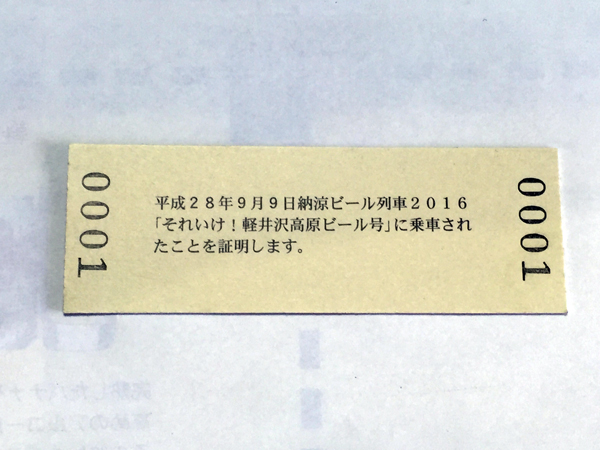 0001
平成２８年９月９日納涼ビール列車２０１６
「それいけ！軽井沢高原ビール号」に乗車され
たことを証明します。
0001